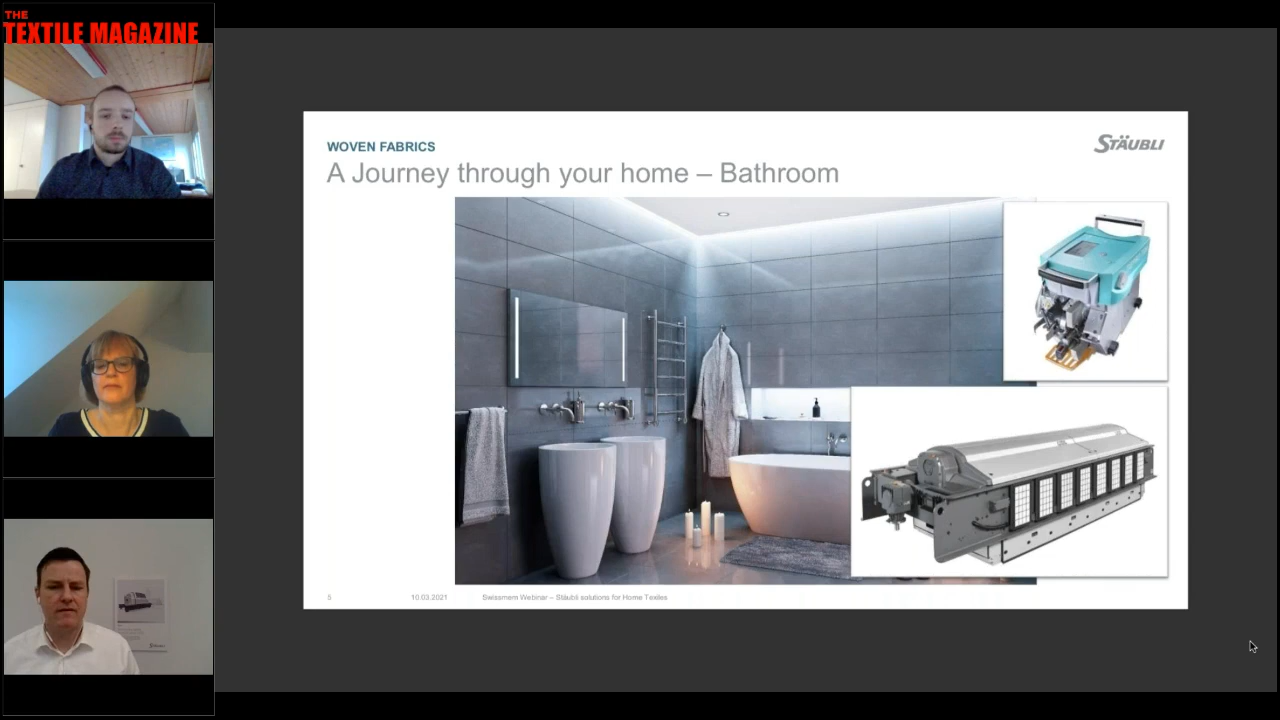 THE
TEXTILE MAGAZINE
WOVEN FABRICS
STÄUBLI
A Journey through your home – Bathroom
5
10.03.2021
Swissmem Webinar – Stäubli solutions for Home Textiles